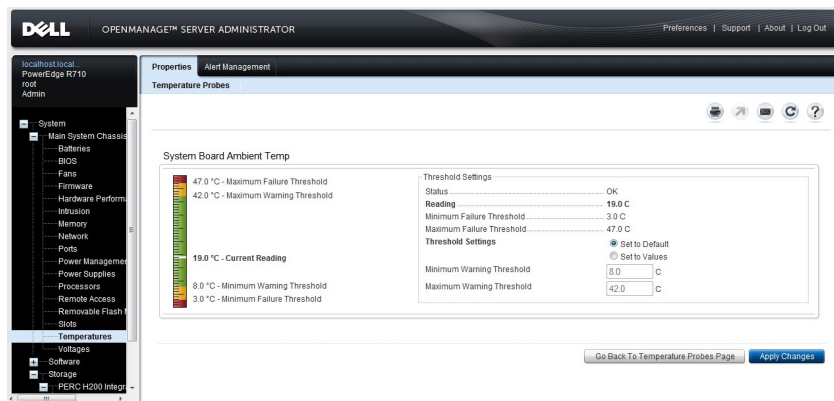 DELL OPENMANAGE™ SERVER ADMINISTRATOR
Preferences | Support | About | Log Out
localhost.local...
PowerEdge R710
root
Admin
Properties Alert Management
Temperature Probes
System
Main System Chassis
Batteries
BIOS
Fans
Firmware
Hardware Performa
Intrusion
Memory
Network
Ports
Power Managemer
Power Supplies
Processors
Remote Access
Removable Flash
Slots
Temperatures
Voltages
Software
Storage
PERC H200 Integr
System Board Ambient Temp
47.0 °C - Maximum Failure Threshold
42.0 °C - Maximum Warning Threshold
19.0 °C - Current Reading
8.0 °C - Minimum Warning Threshold
3.0 °C - Minimum Failure Threshold
Threshold Settings
Status OK
Reading 19.0 C
Minimum Failure Threshold 3.0 C
Maximum Failure Threshold 47.0 C
Threshold Settings Set to Default
Set to Values
Minimum Warning Threshold 8.0 C
Maximum Warning Threshold 42.0 C
Go Back To Temperature Probes Page Apply Changes